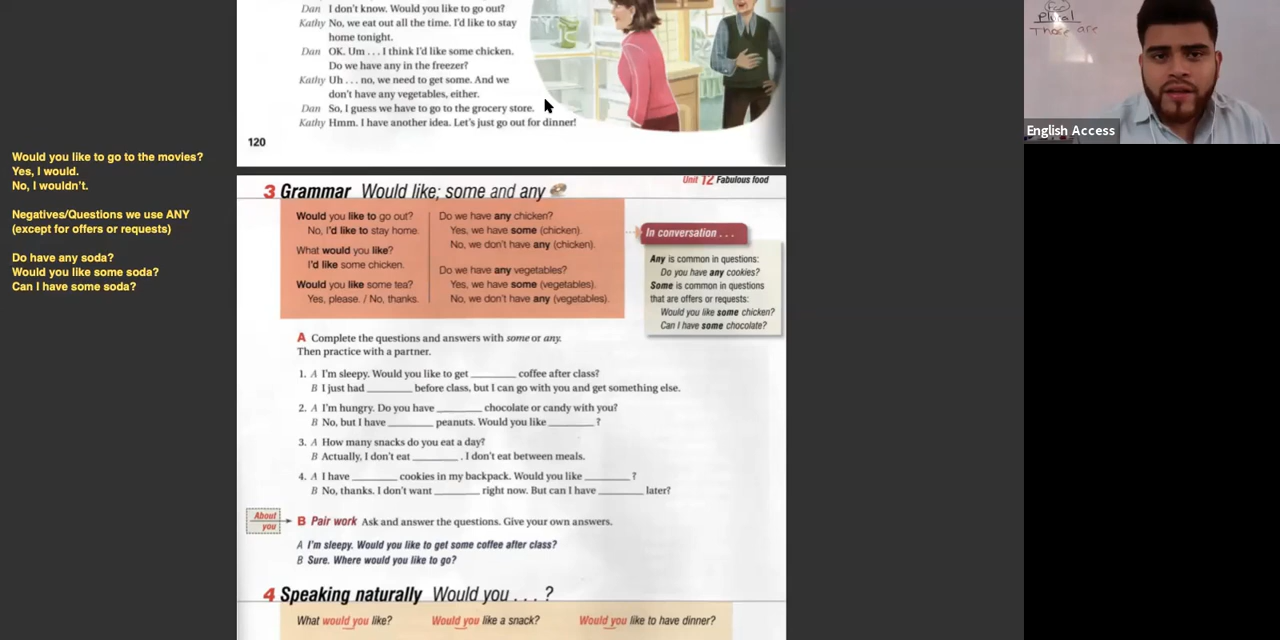 Dan I don't know. Would you like to go out?
Kathy No, we eat out all the time. I'd like to stay
home tonight.
Dan OK. Um . . . I think I'd like some chicken.
Do we have any in the freezer?
Kathy Uh . . . no, we need to get some. And we
don't have any vegetables, either.
Dan So, I guess we have to go to the grocery store.
Kathy Hmm. I have another idea. Let's just go out for dinner!
120
Would you like to go to the movies?
Yes, I would.
No, I wouldn't.
Negatives/Questions we use ANY
(except for offers or requests)
Do have any soda?
Would you like some soda?
Can I have some soda?
Unit 12 Fabulous food
3 Grammar Would like; some and any
Would you like to go out?
No, I'd like to stay home.
What would you like?
I'd like some chicken.
Would you like some tea?
Yes, please. / No, thanks.
Do we have any chicken?
Yes, we have some (chicken).
No, we don't have any (chicken).
Do we have any vegetables?
Yes, we have some (vegetables).
No, we don't have any (vegetables).
In conversation . . .
Any is common in questions:
Do you have any cookies?
Some is common in questions
that are offers or requests:
Would you like some chicken?
Can I have some chocolate?
A Complete the questions and answers with some or any.
Then practice with a partner.
1. A I'm sleepy. Would you like to get ______ coffee after class?
B I just had ______ before class, but I can go with you and get something else.
2. A I'm hungry. Do you have ______ chocolate or candy with you?
B No, but I have ______ peanuts. Would you like ______ ?
3. A How many snacks do you eat a day?
B Actually, I don't eat ______ . I don't eat between meals.
4. A I have ______ cookies in my backpack. Would you like ______ ?
B No, thanks. I don't want ______ right now. But can I have ______ later?
About
you
B Pair work Ask and answer the questions. Give your own answers.
A I'm sleepy. Would you like to get some coffee after class?
B Sure. Where would you like to go?
4 Speaking naturally Would you . . . ?
What would you like? Would you like a snack? Would you like to have dinner?
Plural
Those are
English Access